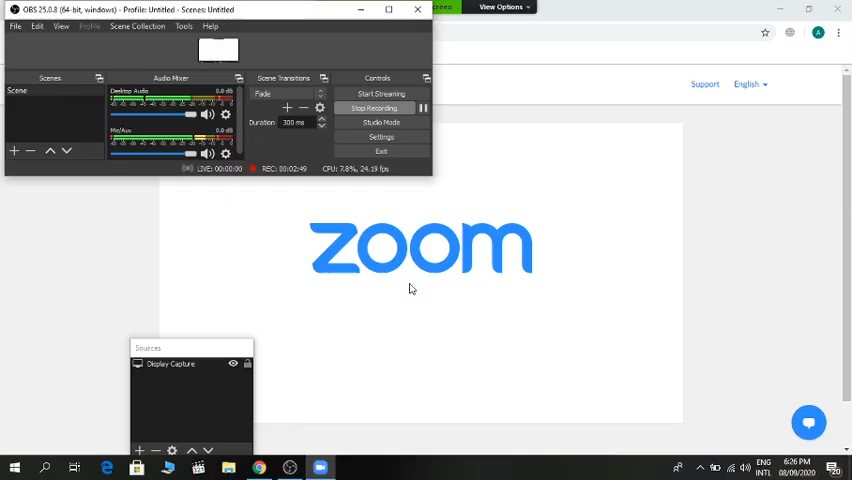 OBS 25.0.8 (64-bit, windows) - Profile: Untitled - Scenes: Untitled
File Edit View Profile Scene Collection Tools Help
Scenes
Audio Mixer
Scene Transitions
Controls
Scene
Desktop Audio
0.0 dB
Mic/Aux
0.0 dB
Fade
Duration 300 ms
Start Streaming
Stop Recording
Studio Mode
Settings
Exit
LIVE: 00:00:00
REC: 00:02:49
CPU: 7.8%, 24.19 fps
View Options
A
Support
English
zoom
Sources
Display Capture
ENG
INTL
6:26 PM
08/09/2020
20